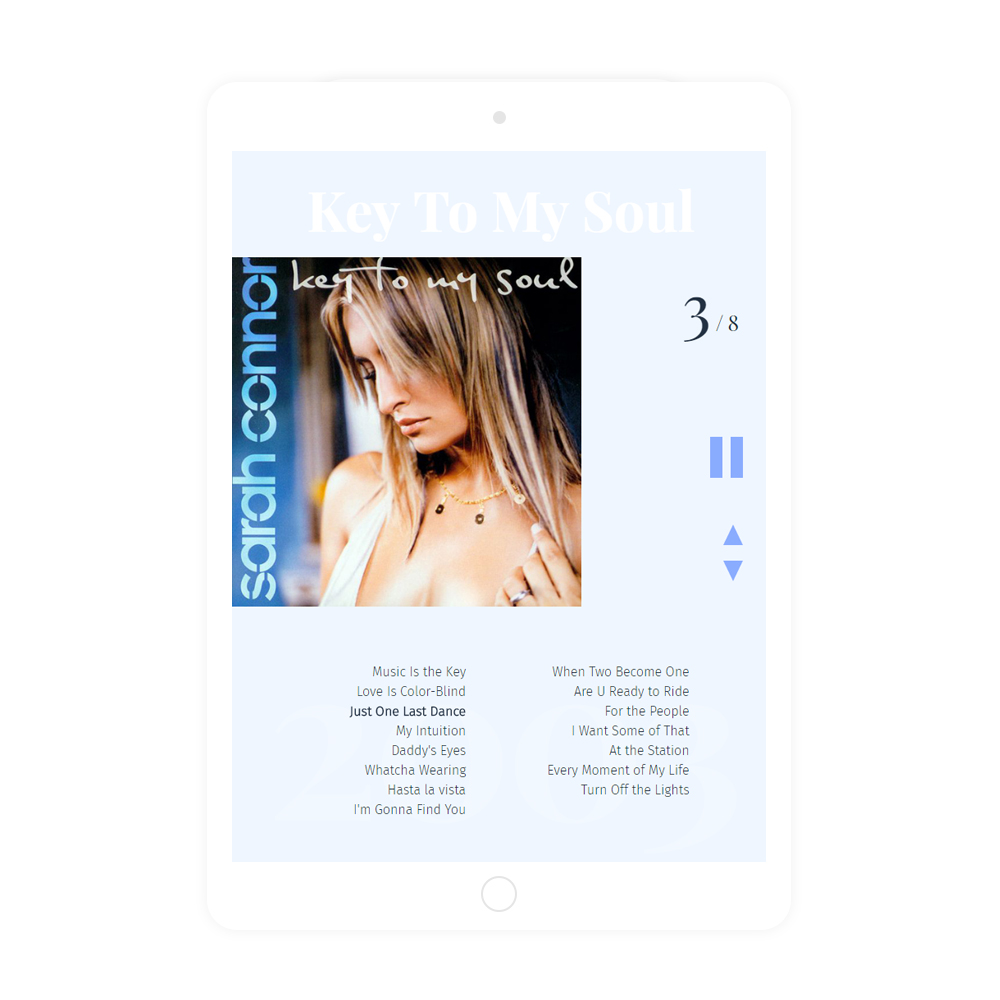 Key To My Soul
key to my soul
sarah connor
3 / 8
Music Is the Key
Love Is Color-Blind
Just One Last Dance
My Intuition
Daddy's Eyes
Whatcha Wearing
Hasta la vista
I'm Gonna Find You
When Two Become One
Are U Ready to Ride
For the People
I Want Some of That
At the Station
Every Moment of My Life
Turn Off the Lights
2003